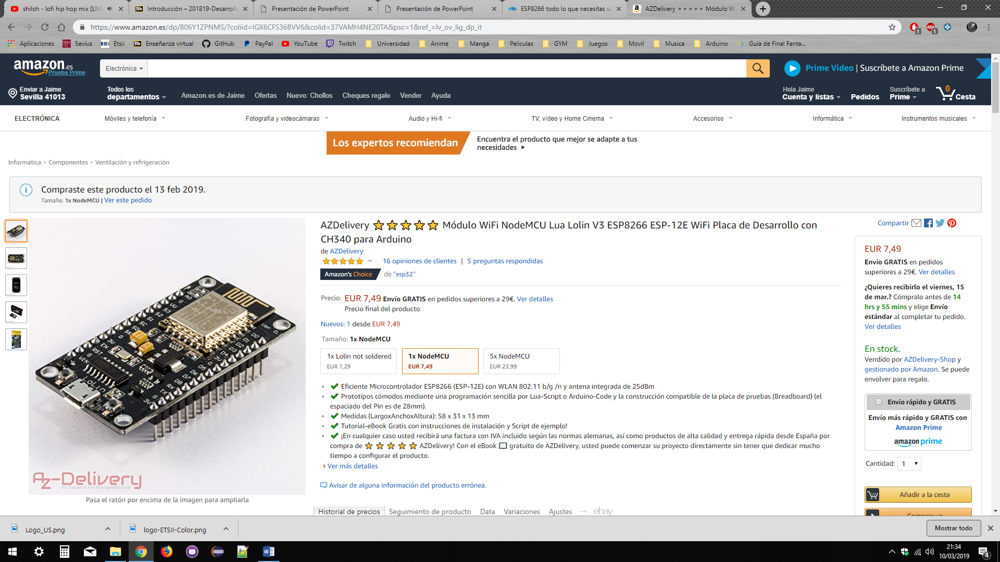 shiloh - lofi hip hop mix [LIVE
Introducción – 201819-Desarrollo
Presentación de PowerPoint
Presentación de PowerPoint
ESP8266 todo lo que necesitas sa
AZDelivery ⭐⭐⭐⭐⭐ Módulo W
https://www.amazon.es/dp/B06Y1ZPNMS/?coliid=IGX6CFS36BVV6&colid=37VAMH4NE20TA&psc=1&ref_=lv_ov_lig_dp_it
Aplicaciones Sevius Etsii Enseñanza virtual GitHub PayPal YouTube Twitch Universidad Anime Manga Peliculas GYM Juegos Movil Musica Arduino Guía de Final Fanta...
amazon.es
Prueba Prime
Electrónica
Prime Video | Suscríbete a Amazon Prime
Enviar a Jaime
Sevilla 41013
Todos los
departamentos
Amazon.es de Jaime Ofertas Nuevo: Chollos Cheques regalo Vender Ayuda
Hola Jaime
Cuenta y listas
Pedidos
Suscríbete a
Prime
0
Cesta
ELECTRÓNICA Móviles y telefonía Fotografía y videocámaras Audio y Hi-fi TV, vídeo y Home Cinema Accesorios Informática Instrumentos musicales
Los expertos recomiendan
Encuentra el producto que mejor se adapte a tus
necesidades ▸
Informática › Componentes › Ventilación y refrigeración
Compraste este producto el 13 feb 2019.
Tamaño: 1x NodeMCU | Ver este pedido
Az-Delivery
Ihr Experte für Mikroelektronik!
Pasa el ratón por encima de la imagen para ampliarla
AZDelivery ⭐⭐⭐⭐⭐ Módulo WiFi NodeMCU Lua Lolin V3 ESP8266 ESP-12E WiFi Placa de Desarrollo con
CH340 para Arduino
de AZDelivery
16 opiniones de clientes | 5 preguntas respondidas
Amazon's Choice de "esp32"
Precio: EUR 7,49 Envío GRATIS en pedidos superiores a 29€. Ver detalles
Precio final del producto
Nuevos: 1 desde EUR 7,49
Tamaño: 1x NodeMCU
1x Lolin not soldered
EUR 7,29
1x NodeMCU
EUR 7,49
5x NodeMCU
EUR 23,99
• ✔ Eficiente Microcontrolador ESP8266 (ESP-12E) con WLAN 802.11 b/g /n y antena integrada de 25dBm
• ✔ Prototipos cómodos mediante una programación sencilla por Lua-Script o Arduino-Code y la construcción compatible de la placa de pruebas (Breadboard) (el
espaciado del Pin es de 28mm).
• ✔ Medidas (LargoxAnchoxAltura): 58 x 31 x 13 mm
• ✔ Tutorial-eBook Gratis con instrucciones de instalación y Script de ejemplo!
• ✔ ¡En cualquier caso usted recibirá una factura con IVA incluido según las normas alemanas, así como productos de alta calidad y entrega rápida desde España por
compra de ⭐ ⭐ ⭐ ⭐ ⭐ AZDelivery! Con el eBook 📖 gratuito de AZDelivery, usted puede comenzar su proyecto directamente sin tener que dedicar mucho
tiempo a configurar el producto.
› Ver más detalles
Avisar de alguna información del producto errónea.
Historial de precios Seguimiento de producto Data Variaciones Ajustes → ebay
Compartir
EUR 7,49
Envío GRATIS en pedidos
superiores a 29€. Ver detalles
¿Quieres recibirlo el viernes, 15
de mar.? Cómpralo antes de 14
hrs y 55 mins y elige Envío
estándar al completar tu pedido.
Ver detalles
En stock.
Vendido por AZDelivery-Shop y
gestionado por Amazon. Se puede
envolver para regalo.
Envío rápido y GRATIS
Envío más rápido y GRATIS con
Amazon Prime
amazon prime
Cantidad: 1
Añadir a la cesta
Comprar ya
Logo_US.png
logo-ETSII-Color.png
Mostrar todo
21:34
10/03/2019
4